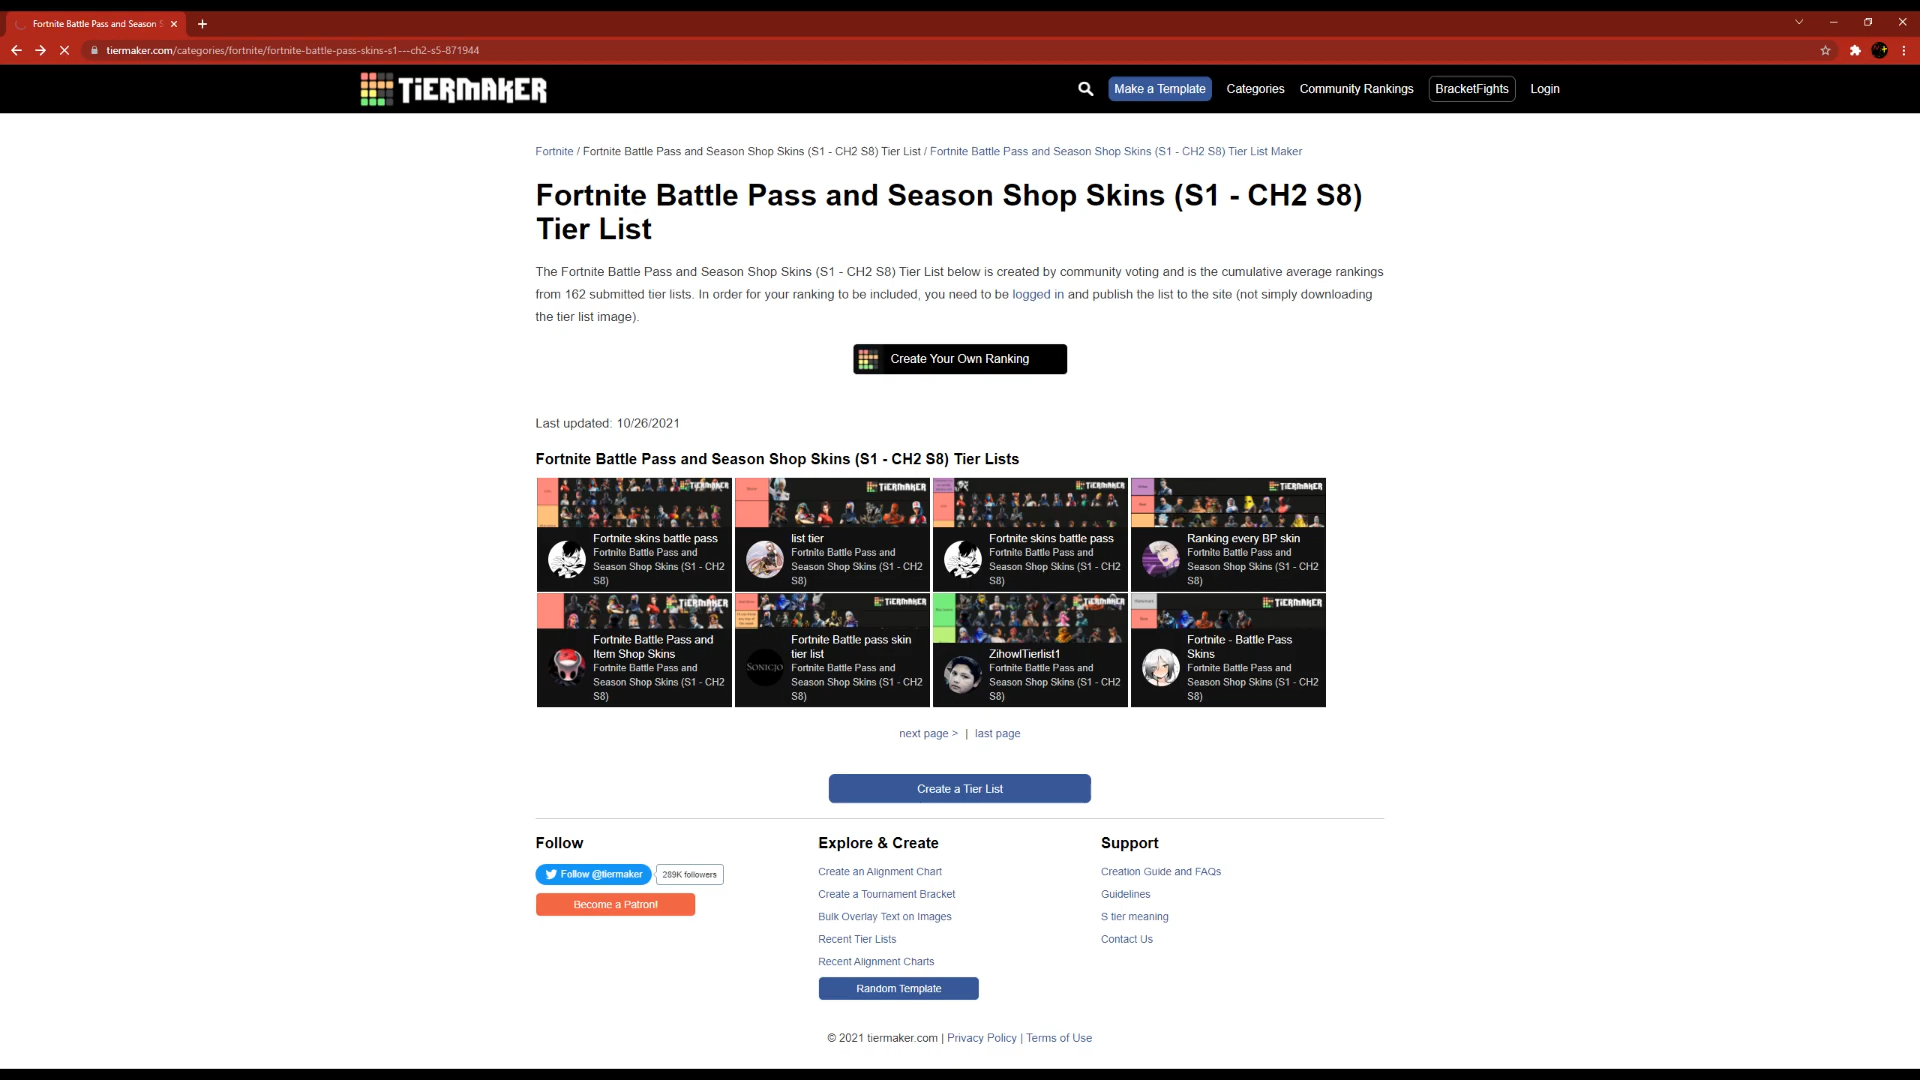 Fortnite Battle Pass and Season S
tiermaker.com/categories/fortnite/fortnite-battle-pass-skins-s1---ch2-s5-871944
TIERMAKER
Make a Template
Categories
Community Rankings
BracketFights
Login
Fortnite / Fortnite Battle Pass and Season Shop Skins (S1 - CH2 S8) Tier List / Fortnite Battle Pass and Season Shop Skins (S1 - CH2 S8) Tier List Maker
Fortnite Battle Pass and Season Shop Skins (S1 - CH2 S8)
Tier List
The Fortnite Battle Pass and Season Shop Skins (S1 - CH2 S8) Tier List below is created by community voting and is the cumulative average rankings
from 162 submitted tier lists. In order for your ranking to be included, you need to be logged in and publish the list to the site (not simply downloading
the tier list image).
Create Your Own Ranking
Last updated: 10/26/2021
Fortnite Battle Pass and Season Shop Skins (S1 - CH2 S8) Tier Lists
TIERMAKER
Fortnite skins battle pass
Fortnite Battle Pass and
Season Shop Skins (S1 - CH2
S8)
TIERMAKER
list tier
Fortnite Battle Pass and
Season Shop Skins (S1 - CH2
S8)
TIERMAKER
Fortnite skins battle pass
Fortnite Battle Pass and
Season Shop Skins (S1 - CH2
S8)
TIERMAKER
Ranking every BP skin
Fortnite Battle Pass and
Season Shop Skins (S1 - CH2
S8)
TIERMAKER
Fortnite Battle Pass and
Item Shop Skins
Fortnite Battle Pass and
Season Shop Skins (S1 - CH2
S8)
TIERMAKER
SONICJO
Fortnite Battle pass skin
tier list
Fortnite Battle Pass and
Season Shop Skins (S1 - CH2
S8)
TIERMAKER
ZihowlTierlist1
Fortnite Battle Pass and
Season Shop Skins (S1 - CH2
S8)
TIERMAKER
Fortnite - Battle Pass
Skins
Fortnite Battle Pass and
Season Shop Skins (S1 - CH2
S8)
next page > | last page
Create a Tier List
Follow
Follow @tiermaker
289K followers
Become a Patron!
Explore & Create
Create an Alignment Chart
Create a Tournament Bracket
Bulk Overlay Text on Images
Recent Tier Lists
Recent Alignment Charts
Random Template
Support
Creation Guide and FAQs
Guidelines
S tier meaning
Contact Us
© 2021 tiermaker.com | Privacy Policy | Terms of Use